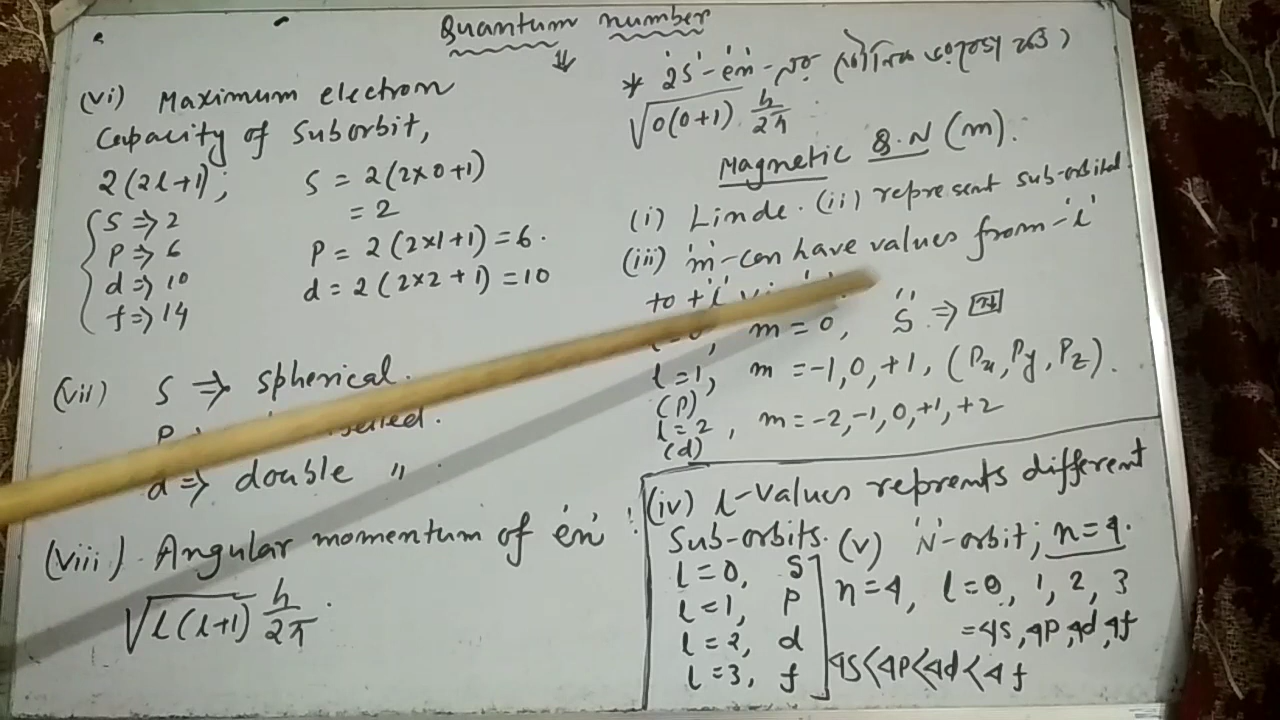 Quantum number
(vi) Maximum electron
Capacity of Suborbit,
2(2l+1);
S ⇒ 2
P ⇒ 6
d ⇒ 10
f ⇒ 14
S = 2(2×0+1)
= 2
P = 2(2×1+1) = 6.
d = 2(2×2+1) = 10
(vii) S ⇒ spherical.
P
d ⇒ double "
(viii). Angular momentum of 'en'
√l(l+1) h/2π.
* 2s'-en-
√0(0+1) h/2π
Magnetic Q.N (m).
(i) Linde. (ii) represent sub-orbital.
(iii) 'm'-can have values from -'l'
to +'l'
m = 0, "S" ⇒ ↑↓
l=1, m = -1, 0, +1, (Px, Py, Pz).
(P)
l=2, m = -2, -1, 0, +1, +2
(d)
(iv) l-values reprents different
Sub-orbits.
l=0, S
l=1, P
l=2, d
l=3, f
(v) 'N'-orbit; n=4.
n=4, l=0, 1, 2, 3
=4s, 4p, 4d, 4f
4s<4p<4d<4f